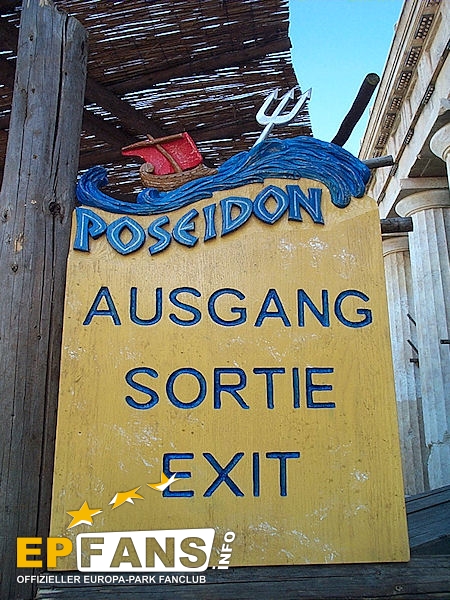 POSEIDON
AUSGANG
SORTIE
EXIT
EPFANS.INFO
OFFIZIELLER EUROPA-PARK FANCLUB